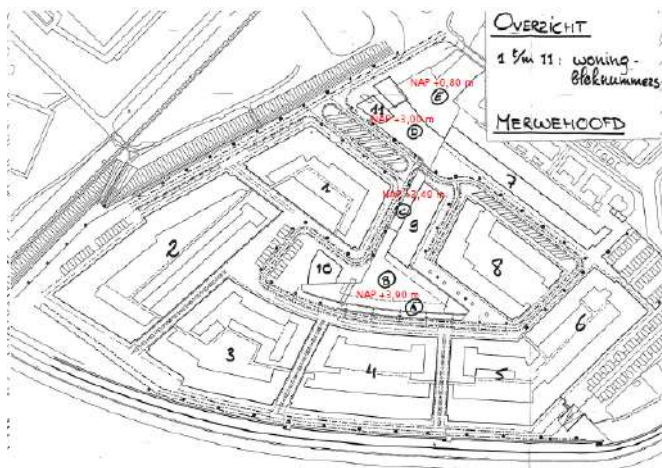 OVERZICHT
1 t/m 11: woning-
bloknummers
MERWEHOOFD
NAP +0,80 m
E
11
NAP +3,00 m
D
7
1
NAP +2,40 m
C
9
2
8
10
B
NAP +3,90 m
A
6
3
4
5